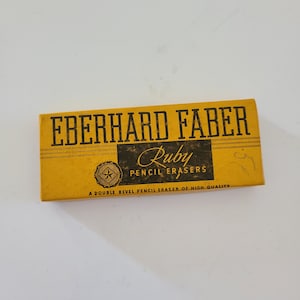 EBERHARD FABER
Ruby
PENCIL ERASERS
A DOUBLE BEVEL PENCIL ERASER OF HIGH QUALITY